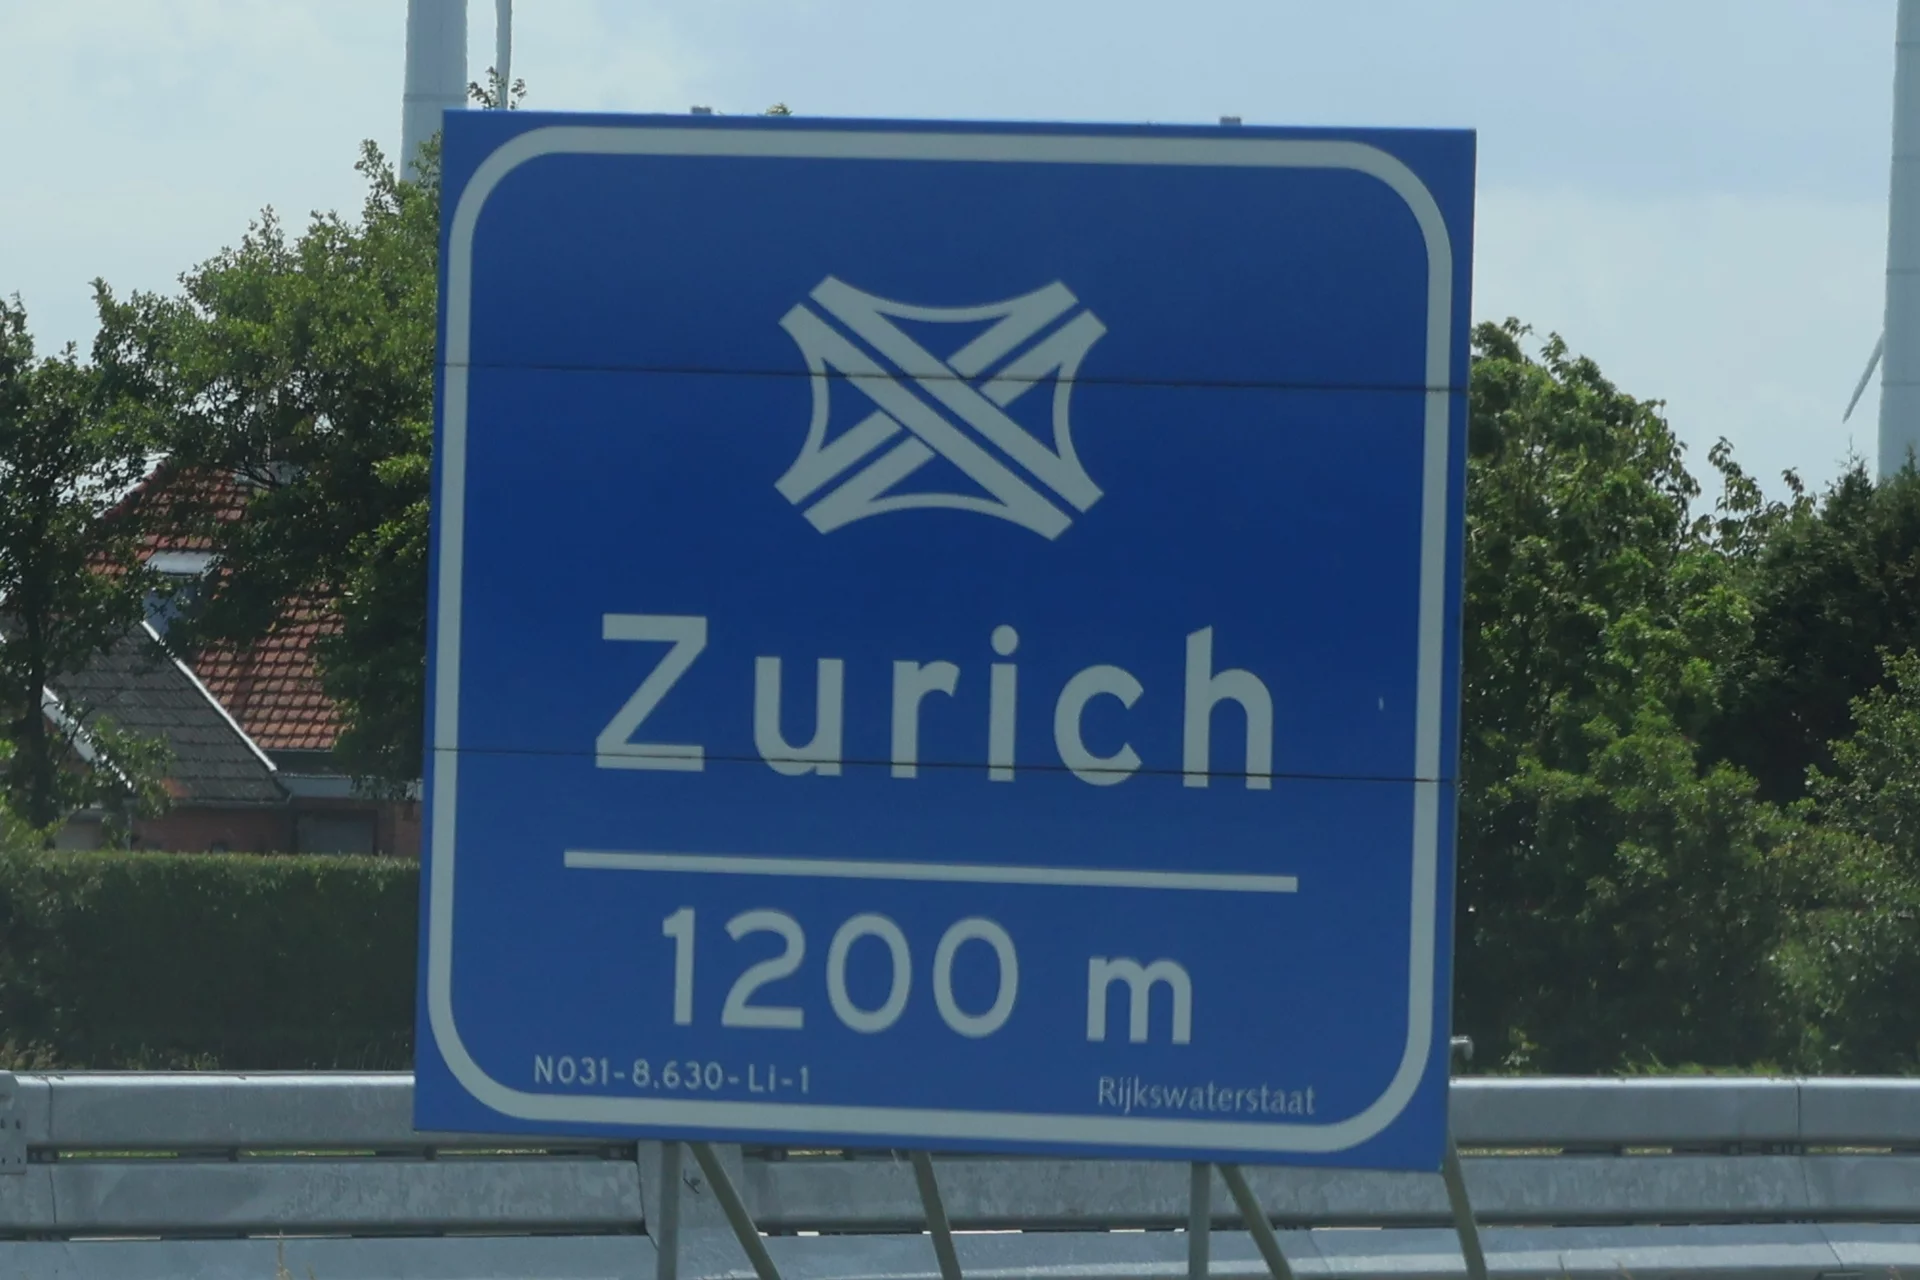 Zurich
1200 m
N031-8.630-Li-1
Rijkswaterstaat